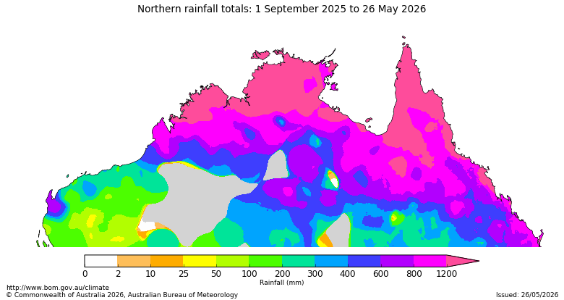 Northern rainfall totals: 1 September 2025 to 26 May 2026
0 2 10 25 50 100 200 300 400 600 800 1200
Rainfall (mm)
http://www.bom.gov.au/climate
© Commonwealth of Australia 2026, Australian Bureau of Meteorology
Issued: 26/05/2026